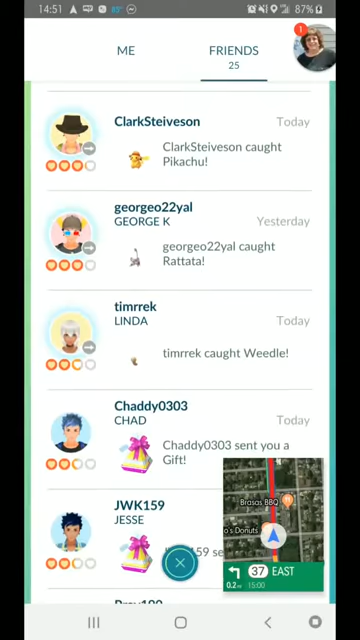 14:51
87%
1
ME
FRIENDS
25
ClarkSteiveson
Today
ClarkSteiveson caught
Pikachu!
georgeo22yal
GEORGE K
Yesterday
georgeo22yal caught
Rattata!
timrrek
LINDA
Today
timrrek caught Weedle!
Chaddy0303
CHAD
Today
Chaddy0303 sent you a
Gift!
JWK159
JESSE
Brasas BBQ
o's Donuts
37 EAST
0.2 mi
15:00